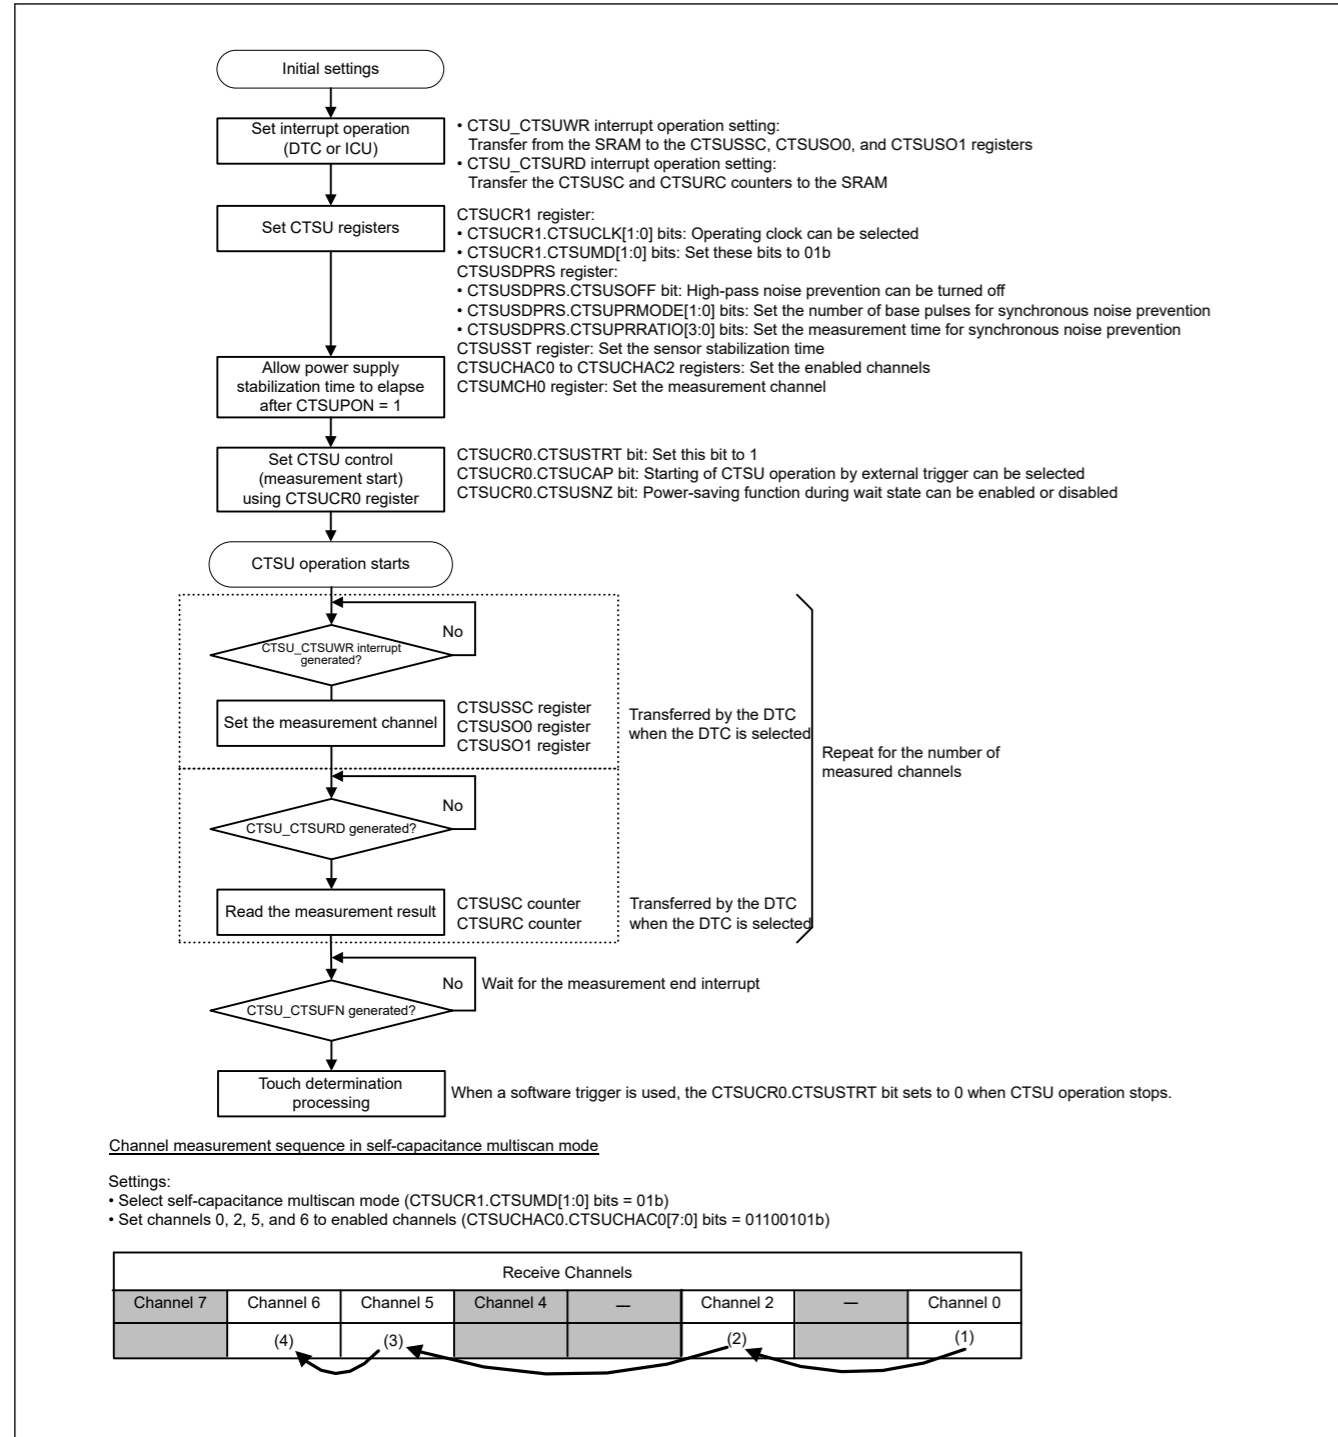 Initial settings
Set interrupt operation
(DTC or ICU)
• CTSU_CTSUWR interrupt operation setting:
Transfer from the SRAM to the CTSUSSC, CTSUSO0, and CTSUSO1 registers
• CTSU_CTSURD interrupt operation setting:
Transfer the CTSUSC and CTSURC counters to the SRAM
Set CTSU registers
CTSUCR1 register:
• CTSUCR1.CTSUCLK[1:0] bits: Operating clock can be selected
• CTSUCR1.CTSUMD[1:0] bits: Set these bits to 01b
CTSUSDPRS register:
• CTSUSDPRS.CTSUSOFF bit: High-pass noise prevention can be turned off
• CTSUSDPRS.CTSUPRMODE[1:0] bits: Set the number of base pulses for synchronous noise prevention
• CTSUSDPRS.CTSUPRRATIO[3:0] bits: Set the measurement time for synchronous noise prevention
CTSUSST register: Set the sensor stabilization time
CTSUCHAC0 to CTSUCHAC2 registers: Set the enabled channels
CTSUMCH0 register: Set the measurement channel
Allow power supply
stabilization time to elapse
after CTSUPON = 1
Set CTSU control
(measurement start)
using CTSUCR0 register
CTSUCR0.CTSUSTRT bit: Set this bit to 1
CTSUCR0.CTSUCAP bit: Starting of CTSU operation by external trigger can be selected
CTSUCR0.CTSUSNZ bit: Power-saving function during wait state can be enabled or disabled
CTSU operation starts
No
CTSU_CTSUWR interrupt
generated?
Set the measurement channel
CTSUSSC register
CTSUSO0 register
CTSUSO1 register
Transferred by the DTC
when the DTC is selected
Repeat for the number of
measured channels
No
CTSU_CTSURD generated?
Read the measurement result
CTSUSC counter
CTSURC counter
Transferred by the DTC
when the DTC is selected
No
Wait for the measurement end interrupt
CTSU_CTSUFN generated?
Touch determination
processing
When a software trigger is used, the CTSUCR0.CTSUSTRT bit sets to 0 when CTSU operation stops.
Channel measurement sequence in self-capacitance multiscan mode
Settings:
• Select self-capacitance multiscan mode (CTSUCR1.CTSUMD[1:0] bits = 01b)
• Set channels 0, 2, 5, and 6 to enabled channels (CTSUCHAC0.CTSUCHAC0[7:0] bits = 01100101b)
Receive Channels
Channel 7 Channel 6 Channel 5 Channel 4 — Channel 2 — Channel 0
(4) (3) (2) (1)